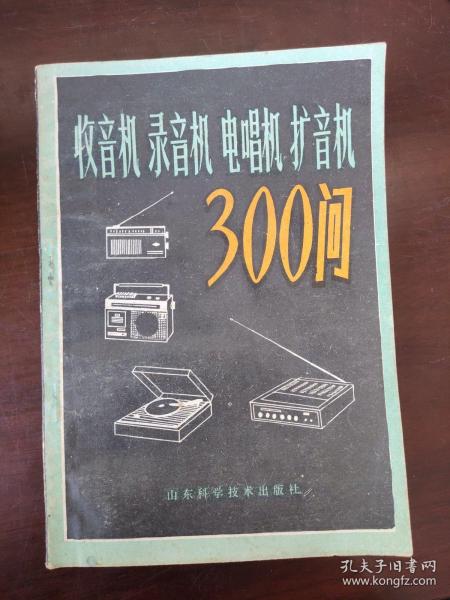 收音机 录音机 电唱机 扩音机
300问
山东科学技术出版社
孔夫子旧书网
www.kongfz.com